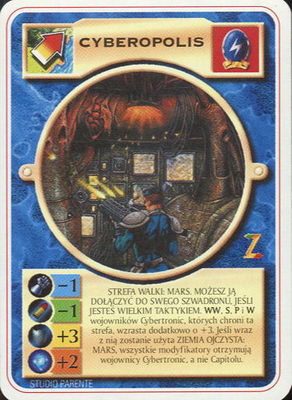 CYBEROPOLIS
Z
-1
-1
+3
+2
STREFA WALKI: MARS. MOŻESZ JĄ
DOŁĄCZYĆ DO SWEGO SZWADRONU, JEŚLI
JESTEŚ WIELKIM TAKTYKIEM. WW, S, P i W
wojowników Cybertronic, których chroni ta
strefa, wzrasta dodatkowo o +3. Jeśli wraz
z nią zostanie użyta ZIEMIA OJCZYSTA:
MARS, wszystkie modyfikatory otrzymują
wojownicy Cybertronic, a nie Capitolu.
STUDIO PARENTE